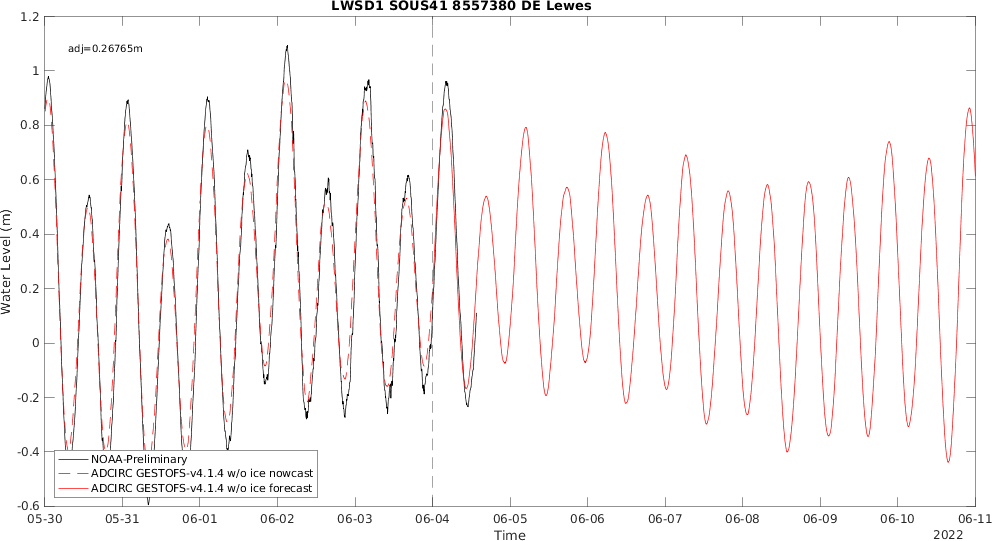 LWSD1 SOUS41 8557380 DE Lewes
adj=0.26765m
Water Level (m)
1.2
1
0.8
0.6
0.4
0.2
0
-0.2
-0.4
-0.6
NOAA-Preliminary
ADCIRC GESTOFS-v4.1.4 w/o ice nowcast
ADCIRC GESTOFS-v4.1.4 w/o ice forecast
05-30 05-31 06-01 06-02 06-03 06-04 06-05 06-06 06-07 06-08 06-09 06-10 06-11
Time
2022